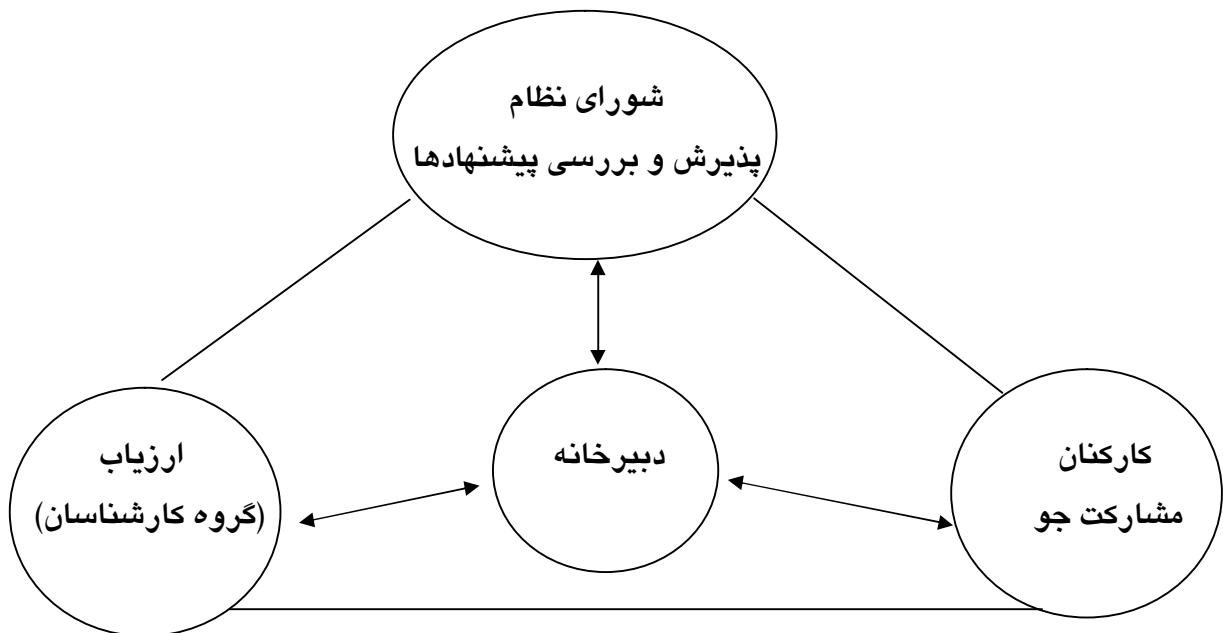 شورای نظام
پذیرش و بررسی پیشنهادها
دبیرخانه
کارکنان
مشارکت جو
ارزیاب
(گروه کارشناسان)